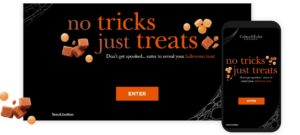 no tricks
just treats
Don't get spooked... enter to reveal your halloween treat
ENTER
Terms & Conditions
no tricks
just treats
Don't get spooked... enter to
reveal your halloween treat
ENTER